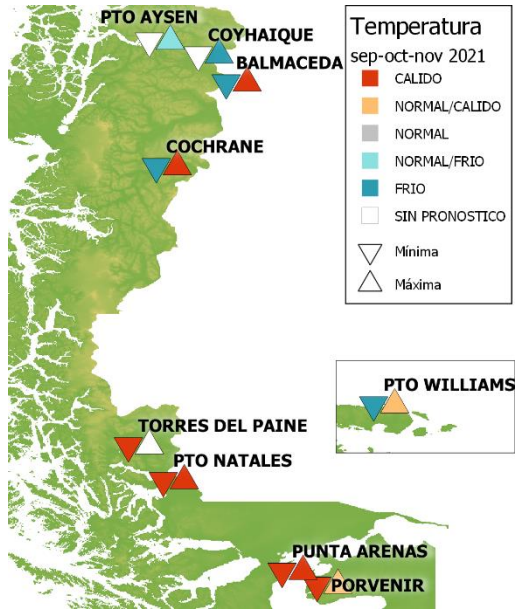 PTO AYSEN
COYHAIQUE
BALMACEDA
COCHRANE
TORRES DEL PAINE
PTO NATALES
PUNTA ARENAS
PORVENIR
PTO WILLIAMS
Temperatura
sep-oct-nov 2021
CALIDO
NORMAL/CALIDO
NORMAL
NORMAL/FRIO
FRIO
SIN PRONOSTICO
Mínima
Máxima